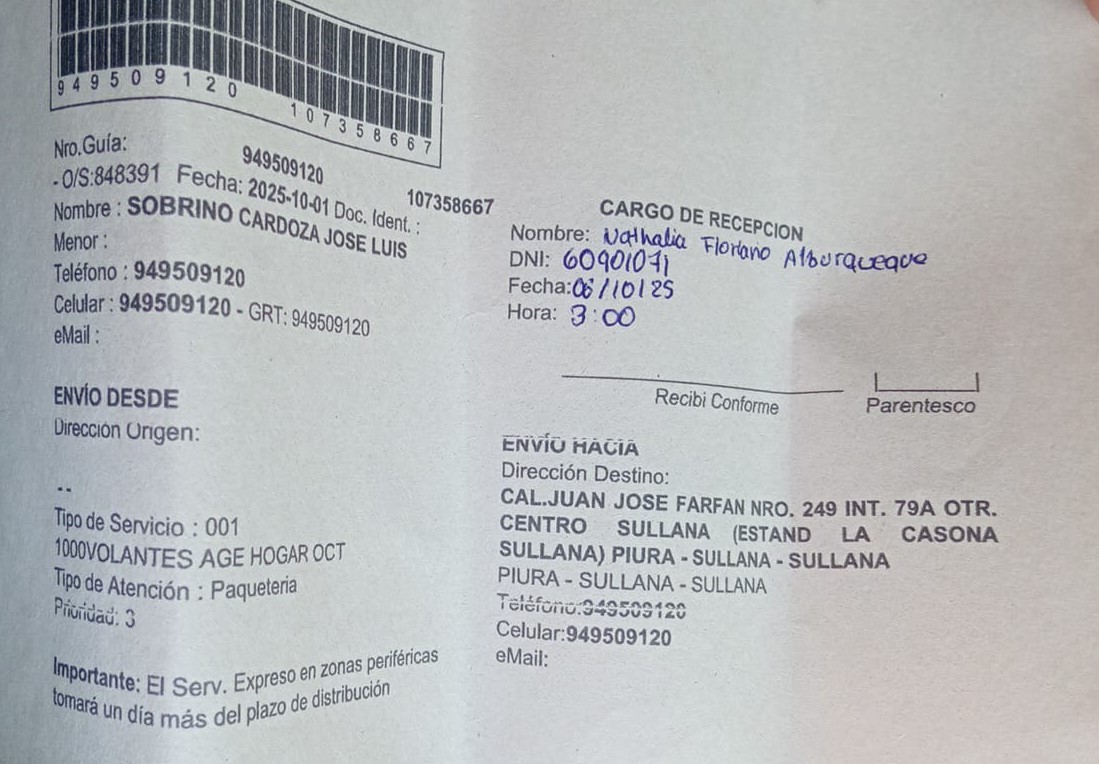 949509120 107358667
Nro.Guía:
949509120 107358667
- O/S:848391 Fecha: 2025-10-01 Doc. Ident. :
Nombre : SOBRINO CARDOZA JOSE LUIS
Menor :
Teléfono : 949509120
Celular : 949509120 - GRT: 949509120
eMail :
ENVÍO DESDE
Dirección Origen:
--
Tipo de Servicio : 001
1000VOLANTES AGE HOGAR OCT
Tipo de Atención : Paqueteria
Prioridad: 3
Importante: El Serv. Expreso en zonas periféricas
tomará un día más del plazo de distribución
CARGO DE RECEPCION
Nombre: Nathalia Floriano Alburqueque
DNI: 60901071
Fecha:06/10/25
Hora: 3:00
Recibi Conforme
Parentesco
ENVÍO HACIA
Dirección Destino:
CAL.JUAN JOSE FARFAN NRO. 249 INT. 79A OTR.
CENTRO SULLANA (ESTAND LA CASONA
SULLANA) PIURA - SULLANA - SULLANA
PIURA - SULLANA - SULLANA
Teléfono:949509120
Celular:949509120
eMail: